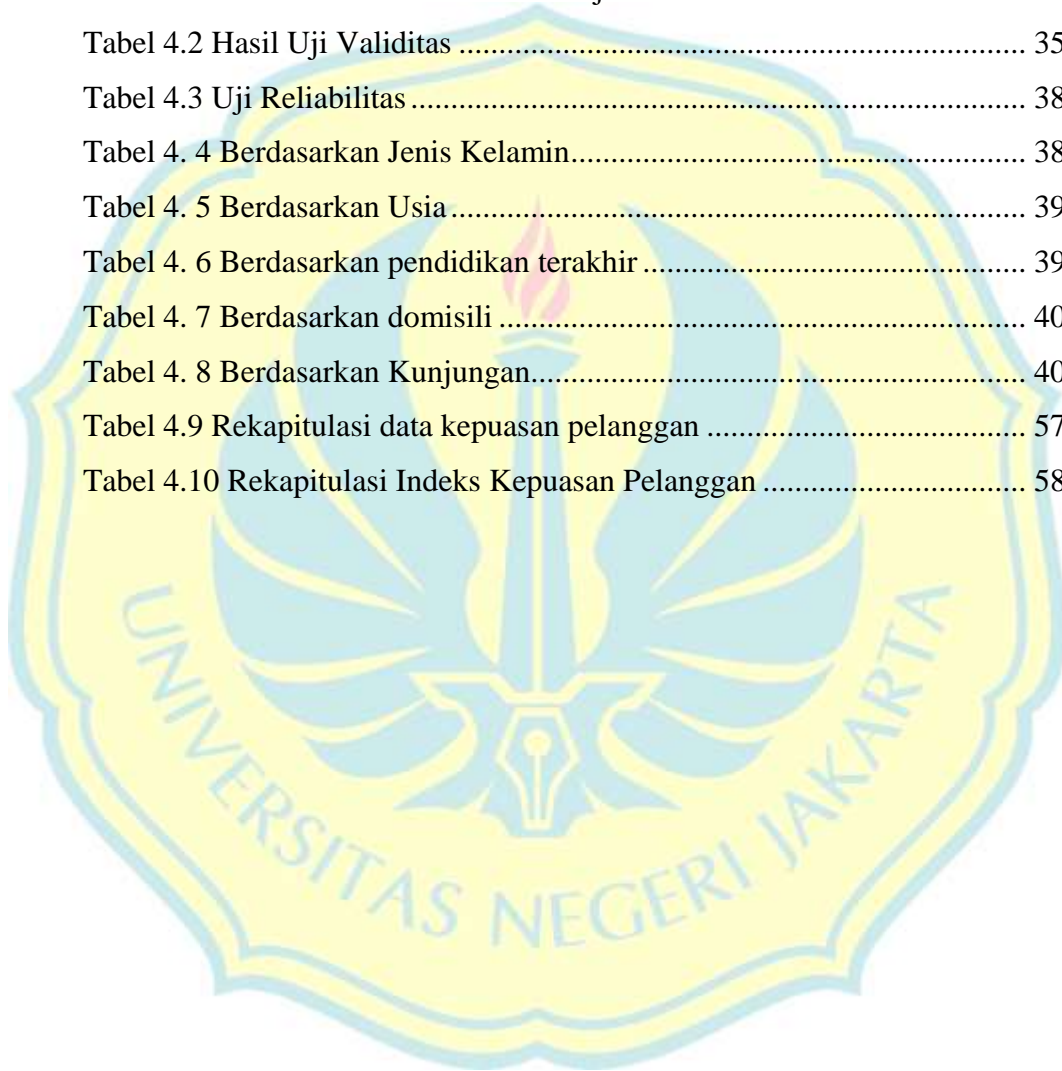 Tabel 4.2 Hasil Uji Validitas ........................................................................ 35
Tabel 4.3 Uji Reliabilitas .............................................................................. 38
Tabel 4. 4 Berdasarkan Jenis Kelamin.......................................................... 38
Tabel 4. 5 Berdasarkan Usia ......................................................................... 39
Tabel 4. 6 Berdasarkan pendidikan terakhir ................................................. 39
Tabel 4. 7 Berdasarkan domisili ................................................................... 40
Tabel 4. 8 Berdasarkan Kunjungan............................................................... 40
Tabel 4.9 Rekapitulasi data kepuasan pelanggan ......................................... 57
Tabel 4.10 Rekapitulasi Indeks Kepuasan Pelanggan .................................. 58
UNIVERSITAS NEGERI JAKARTA